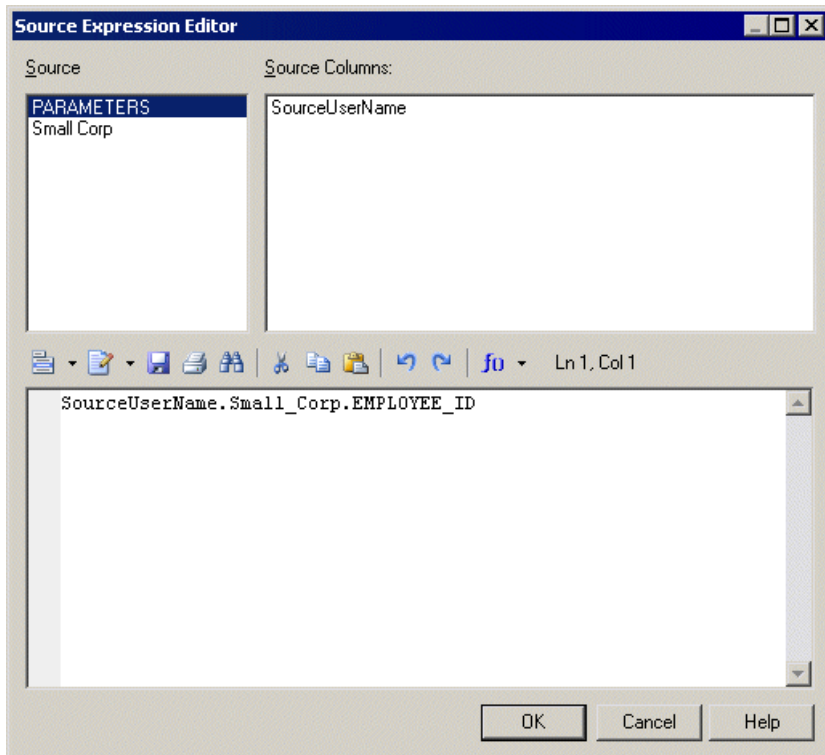 Source Expression Editor
Source
Source Columns:
PARAMETERS
Small Corp
SourceUserName
f() Ln 1, Col 1
SourceUserName.Small_Corp.EMPLOYEE_ID
OK Cancel Help